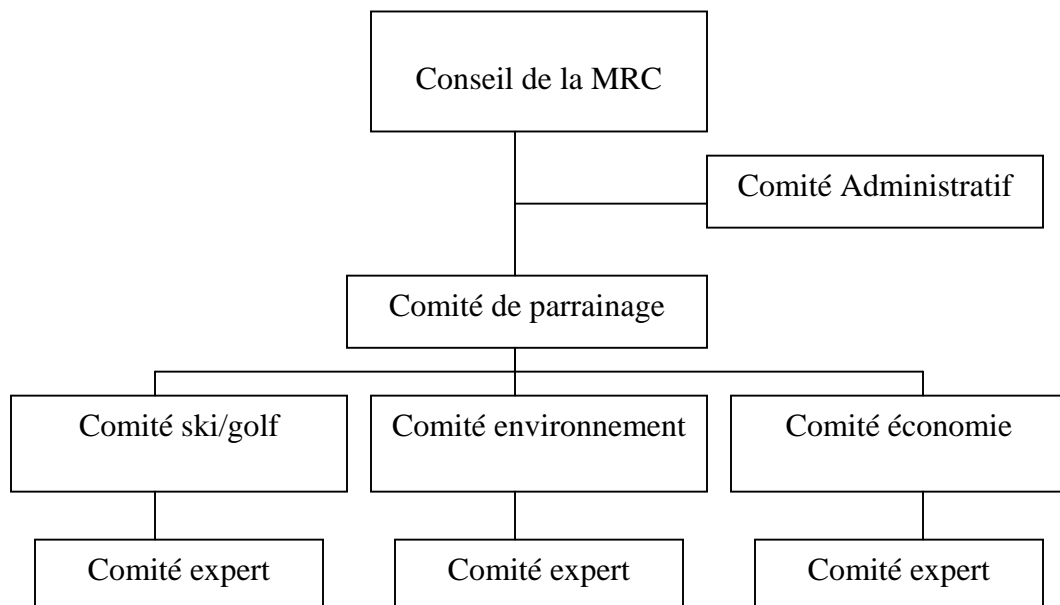 Conseil de la MRC
Comité Administratif
Comité de parrainage
Comité ski/golf
Comité environnement
Comité économie
Comité expert
Comité expert
Comité expert